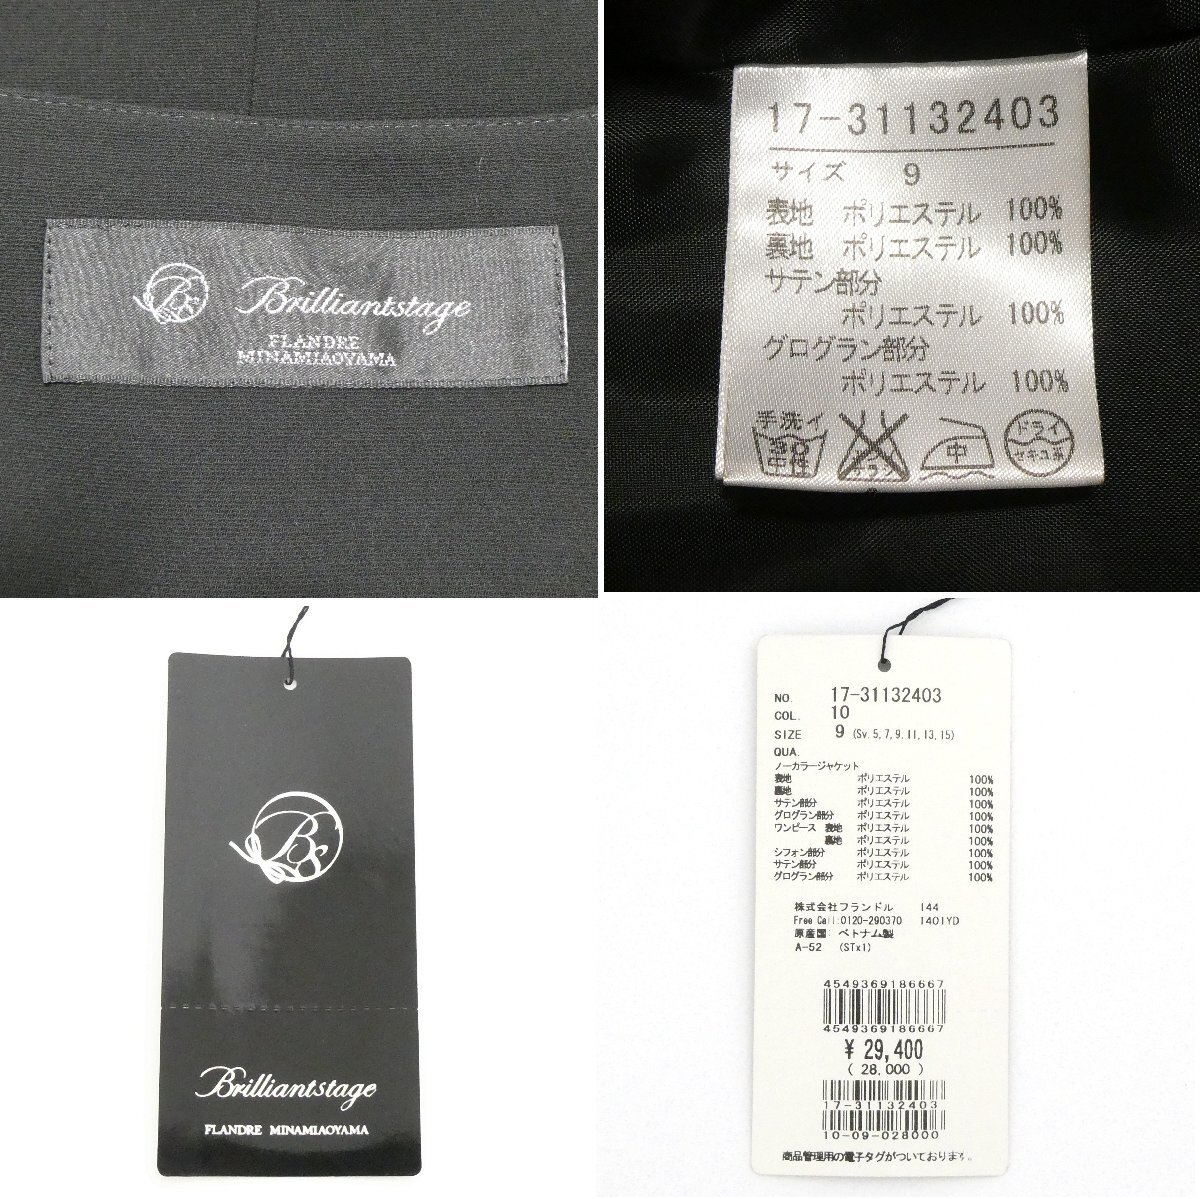 BS
Brilliantstage
FLANDRE
MINAMIAOYAMA
17-31132403
サイズ 9
表地 ポリエステル 100%
裏地 ポリエステル 100%
サテン部分
ポリエステル 100%
グログラン部分
ポリエステル 100%
手洗イ
30
中性
エンソ
サラシ
中
ドライ
セキユ系
BS
Brilliantstage
FLANDRE MINAMIAOYAMA
NO. 17-31132403
COL. 10
SIZE 9 (Sv. 5, 7, 9, 11, 13, 15)
QUA.
ノーカラージャケット
表地 ポリエステル 100%
裏地 ポリエステル 100%
サテン部分 ポリエステル 100%
グログラン部分 ポリエステル 100%
ワンピース 表地 ポリエステル 100%
裏地 ポリエステル 100%
シフォン部分 ポリエステル 100%
サテン部分 ポリエステル 100%
グログラン部分 ポリエステル 100%
株式会社フランドル 144
Free Call:0120-290370 1401YD
原産国: ベトナム製
A-52 (STx1)
4549369186667
4549369186667
¥ 29,400
( 28,000 )
17-31132403
10-09-028000
商品管理用の電子タグがついております。